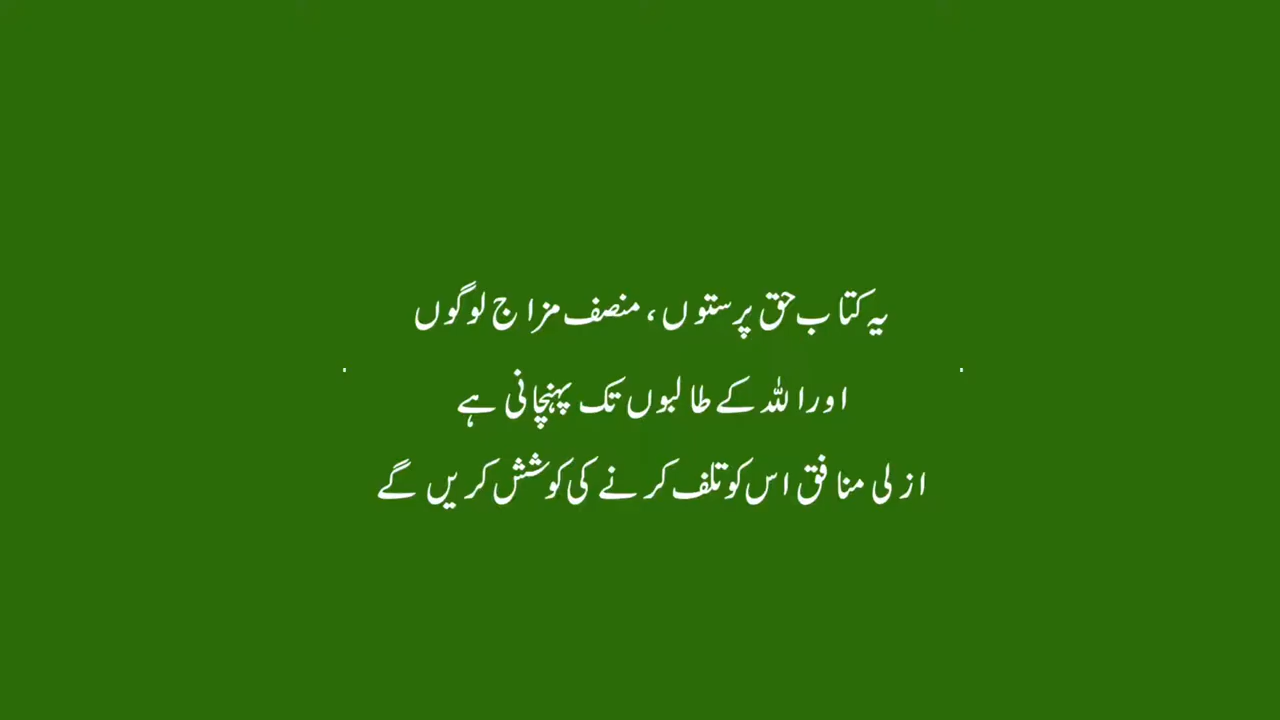 یہ کتاب حق پرستوں، منصف مزاج لوگوں
اور اللہ کے طالبوں تک پہنچانی ہے
ازلی منافق اس کو تلف کرنے کی کوشش کریں گے